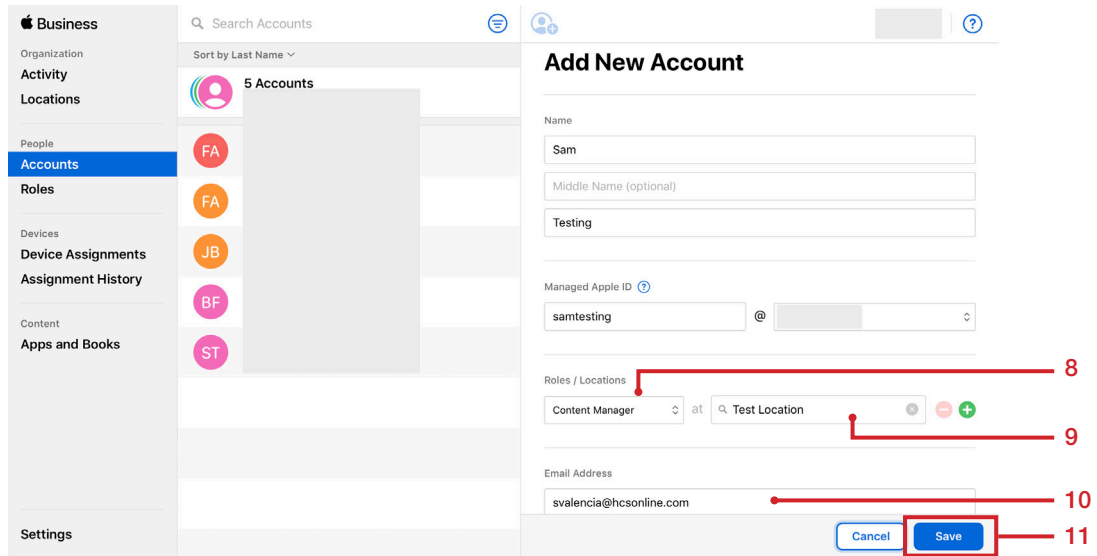 Business
Organization
Activity
Locations
People
Accounts
Roles
Devices
Device Assignments
Assignment History
Content
Apps and Books
Settings
Search Accounts
Sort by Last Name
5 Accounts
FA
FA
JB
BF
ST
?
Add New Account
Name
Sam
Middle Name (optional)
Testing
Managed Apple ID ?
samtesting @
Roles / Locations
Content Manager at Test Location
Email Address
svalencia@hcsonline.com
Cancel Save
8
9
10
11